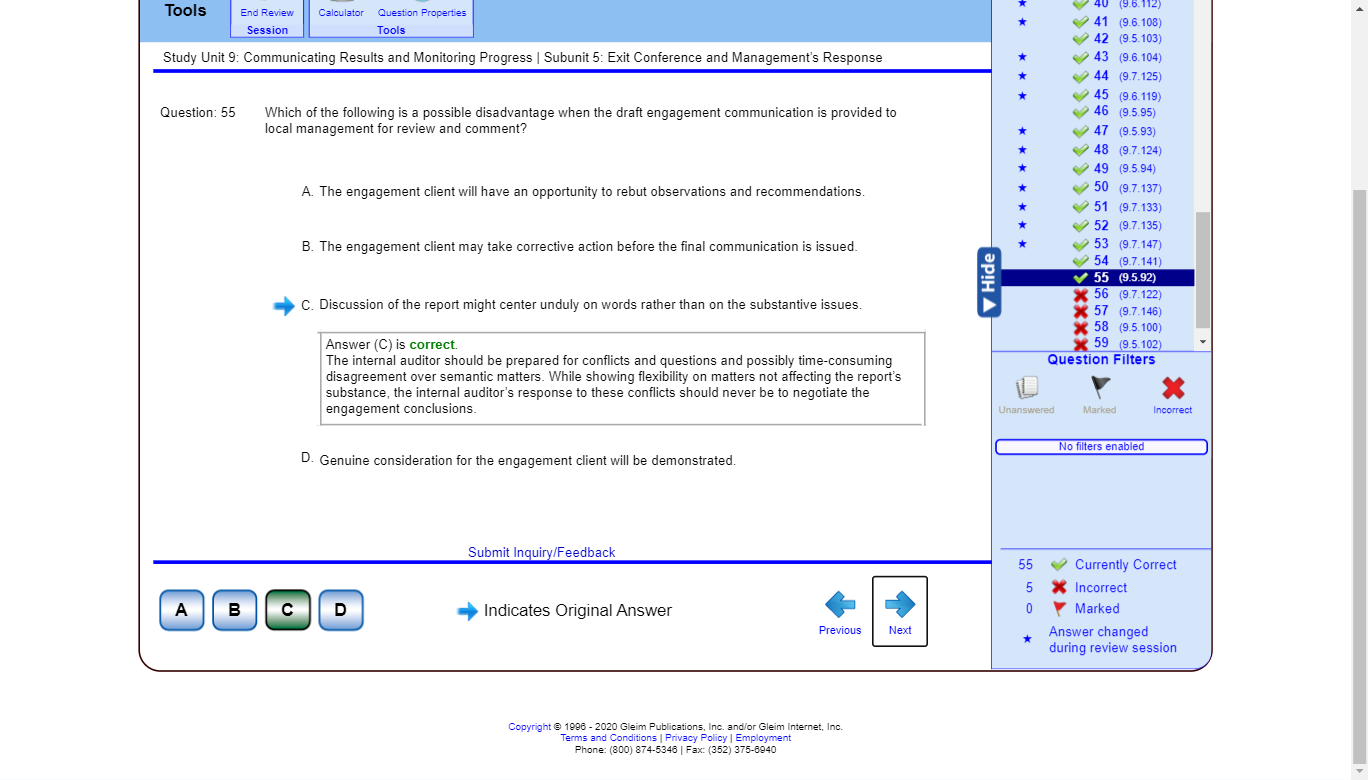 Tools
End Review
Session
Calculator Question Properties
Tools
Study Unit 9: Communicating Results and Monitoring Progress | Subunit 5: Exit Conference and Management's Response
Question: 55 Which of the following is a possible disadvantage when the draft engagement communication is provided to
local management for review and comment?
A. The engagement client will have an opportunity to rebut observations and recommendations.
B. The engagement client may take corrective action before the final communication is issued.
C. Discussion of the report might center unduly on words rather than on the substantive issues.
Answer (C) is correct.
The internal auditor should be prepared for conflicts and questions and possibly time-consuming
disagreement over semantic matters. While showing flexibility on matters not affecting the report's
substance, the internal auditor's response to these conflicts should never be to negotiate the
engagement conclusions.
D. Genuine consideration for the engagement client will be demonstrated.
Submit Inquiry/Feedback
A B C D
Indicates Original Answer
Previous
Next
40 (9.6.112)
41 (9.6.108)
42 (9.5.103)
43 (9.6.104)
44 (9.7.125)
45 (9.6.119)
46 (9.5.95)
47 (9.5.93)
48 (9.7.124)
49 (9.5.94)
50 (9.7.137)
51 (9.7.133)
52 (9.7.135)
53 (9.7.147)
54 (9.7.141)
55 (9.5.92)
56 (9.7.122)
57 (9.7.146)
58 (9.5.100)
59 (9.5.102)
Hide
Question Filters
Unanswered Marked Incorrect
No filters enabled
55 Currently Correct
5 Incorrect
0 Marked
Answer changed
during review session
Copyright © 1996 - 2020 Gleim Publications, Inc. and/or Gleim Internet, Inc.
Terms and Conditions | Privacy Policy | Employment
Phone: (800) 874-5346 | Fax: (352) 375-6940